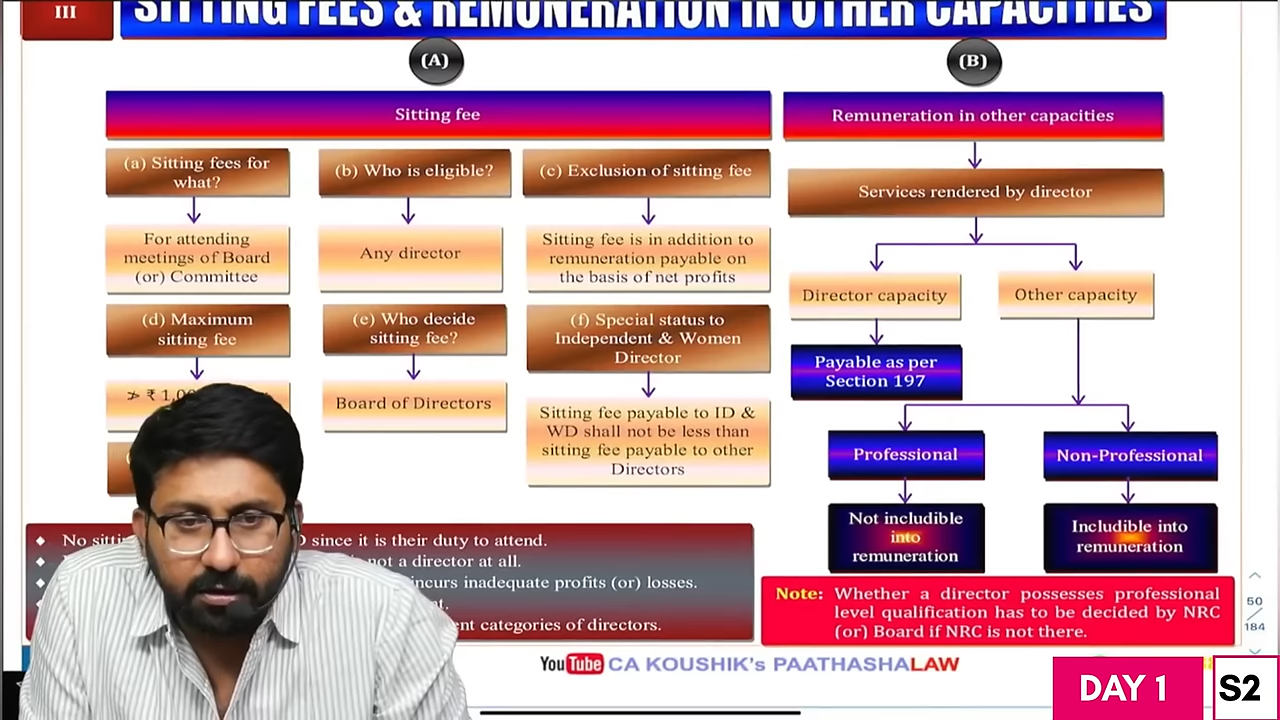 III
SITTING FEES & REMUNERATION IN OTHER CAPACITIES
(A)
Sitting fee
(a) Sitting fees for
what?
For attending
meetings of Board
(or) Committee
(b) Who is eligible?
Any director
(c) Exclusion of sitting fee
Sitting fee is in addition to
remuneration payable on
the basis of net profits
(d) Maximum
sitting fee
≯ ₹ 1,0
(e) Who decide
sitting fee?
Board of Directors
(f) Special status to
Independent & Women
Director
Sitting fee payable to ID &
WD shall not be less than
sitting fee payable to other
Directors
◆ No since it is their duty to attend.
◆ not a director at all.
◆ incurs inadequate profits (or) losses.
categories of directors.
(B)
Remuneration in other capacities
Services rendered by director
Director capacity
Other capacity
Payable as per
Section 197
Professional
Non-Professional
Not includible
into
remuneration
Includible into
remuneration
Note: Whether a director possesses professional
level qualification has to be decided by NRC
(or) Board if NRC is not there.
50
184
YouTube CA KOUSHIK's PAATHASHALAW
DAY 1
S2